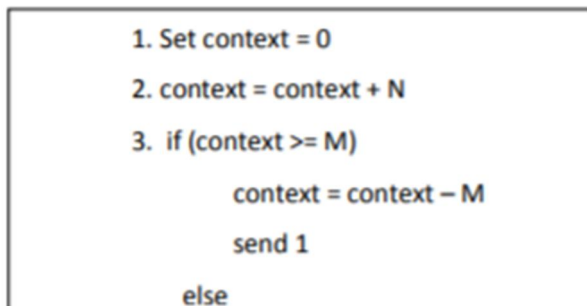 1. Set context = 0
2. context = context + N
3. if (context >= M)
context = context – M
send 1
else